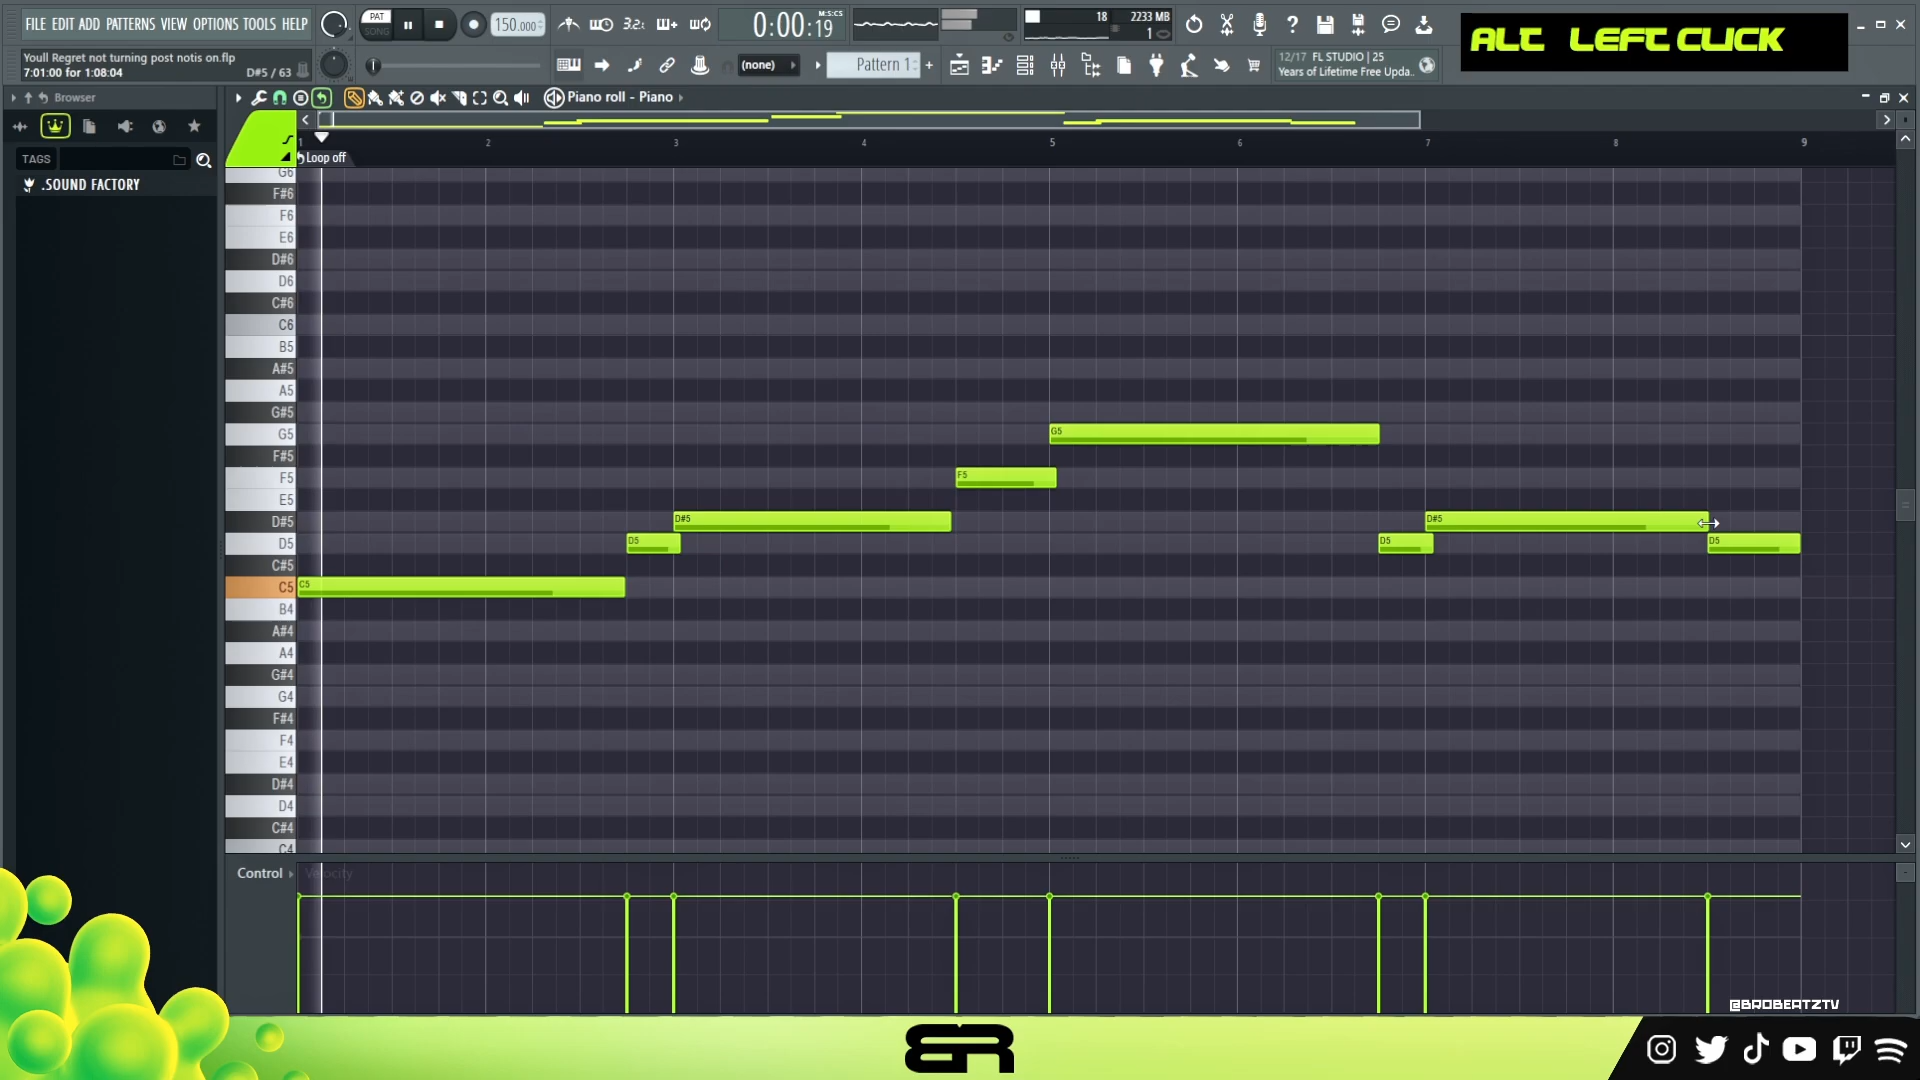 FILE EDIT ADD PATTERNS VIEW OPTIONS TOOLS HELP
PAT
SONG
150.000
3.2.
0:00:19
M:S:CS
18
2233 MB
1
ALT LEFT CLICK
Youll Regret not turning post notis on.flp
7:01:00 for 1:08:04
D#5 / 63
(none)
Pattern 1
12/17 FL STUDIO | 25
Years of Lifetime Free Upda..
Browser
Piano roll - Piano
TAGS
.SOUND FACTORY
1
2
3
4
5
6
7
8
9
Loop off
G6
F#6
F6
E6
D#6
D6
C#6
C6
B5
A#5
A5
G#5
G5
G5
F#5
F5
F5
E5
D#5
D#5
D#5
D5
D5
D5
D5
C#5
C5
C5
B4
A#4
A4
G#4
G4
F#4
F4
E4
D#4
D4
C#4
C4
Control
Velocity
@BROBEATZTV
BR